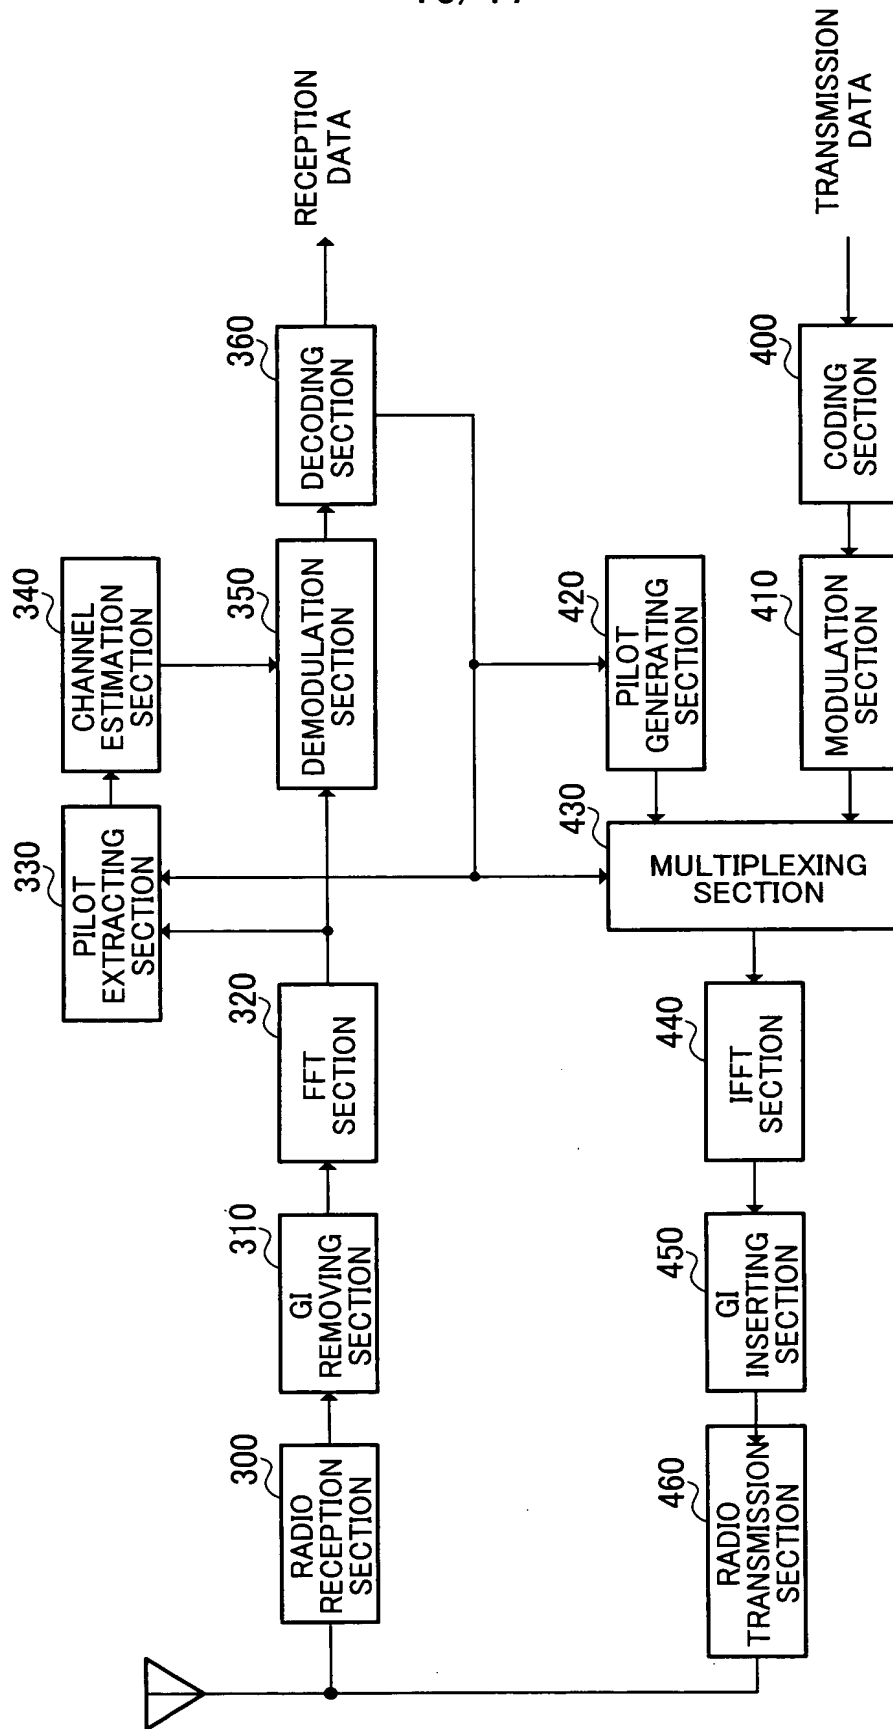 340
CHANNEL
ESTIMATION
SECTION
330
PILOT
EXTRACTING
SECTION
300
RADIO
RECEPTION
SECTION
310
GI
REMOVING
SECTION
320
FFT
SECTION
350
DEMODULATION
SECTION
360
DECODING
SECTION
RECEPTION
DATA
420
PILOT
GENERATING
SECTION
460
RADIO
TRANSMISSION
SECTION
450
GI
INSERTING
SECTION
440
IFFT
SECTION
430
MULTIPLEXING
SECTION
410
MODULATION
SECTION
400
CODING
SECTION
TRANSMISSION
DATA